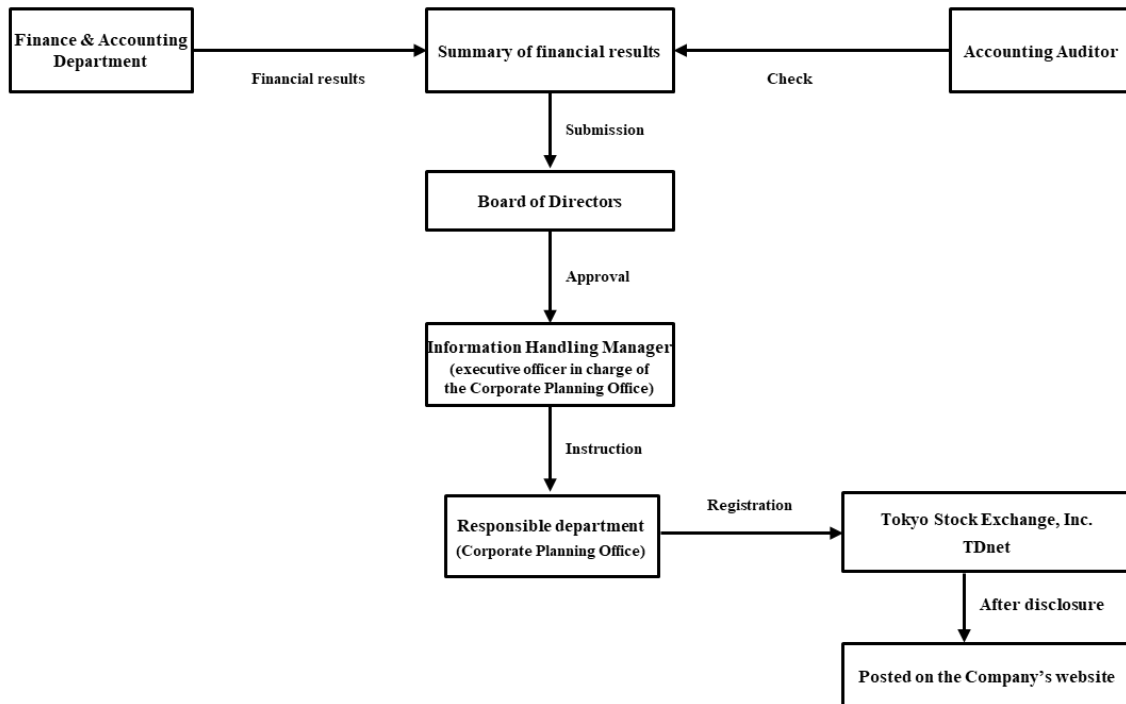 Finance & Accounting
Department
Financial results
Summary of financial results
Check
Accounting Auditor
Submission
Board of Directors
Approval
Information Handling Manager
(executive officer in charge of
the Corporate Planning Office)
Instruction
Responsible department
(Corporate Planning Office)
Registration
Tokyo Stock Exchange, Inc.
TDnet
After disclosure
Posted on the Company’s website